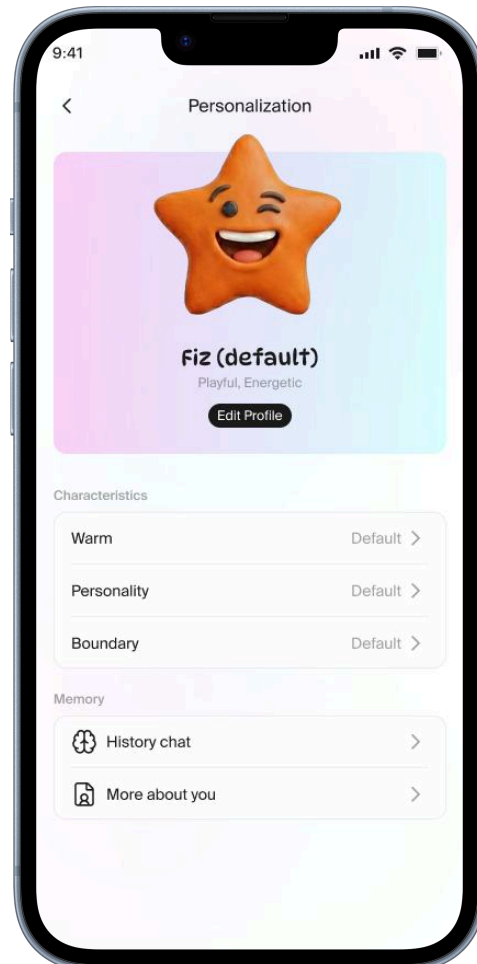 9:41
Personalization
Fiz (default)
Playful, Energetic
Edit Profile
Characteristics
Warm Default
Personality Default
Boundary Default
Memory
History chat
More about you